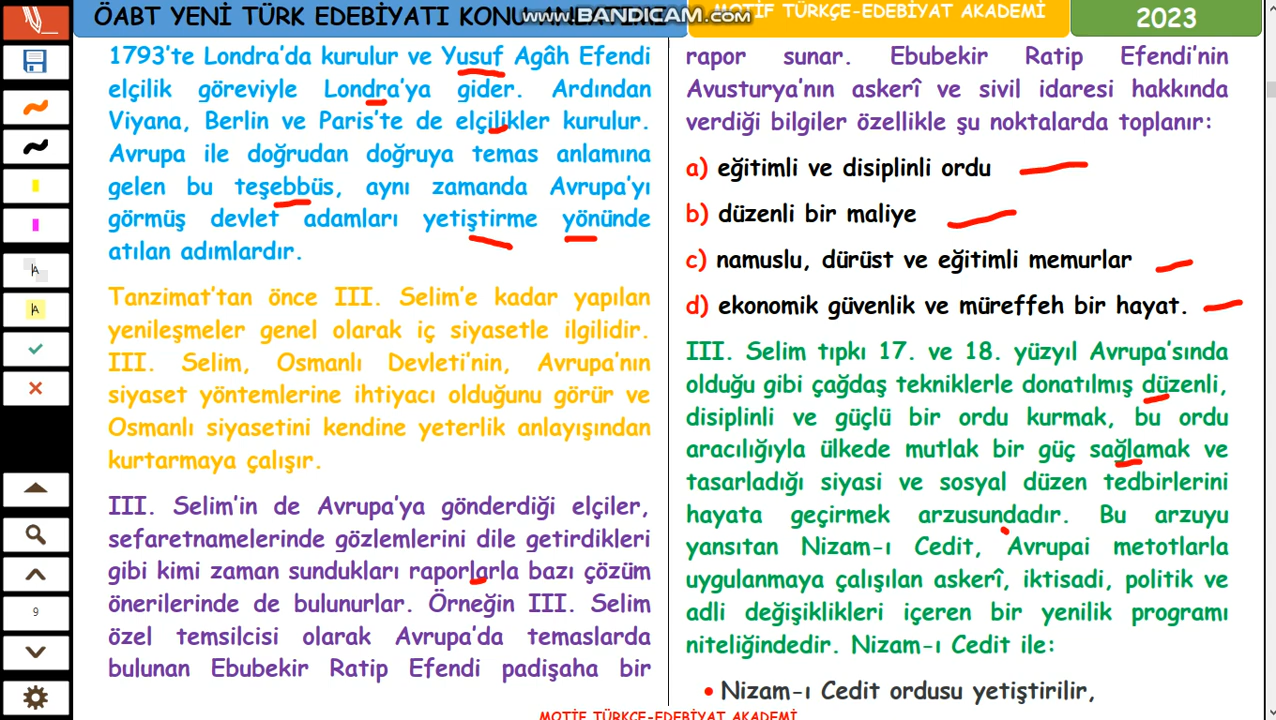 ÖABT YENİ TÜRK EDEBİYATI KONU
www.BANDICAM.com
MOTİF TÜRKÇE-EDEBİYAT AKADEMİ
2023
1793’te Londra’da kurulur ve Yusuf Agâh Efendi
elçilik göreviyle Londra’ya gider. Ardından
Viyana, Berlin ve Paris’te de elçilikler kurulur.
Avrupa ile doğrudan doğruya temas anlamına
gelen bu teşebbüs, aynı zamanda Avrupa’yı
görmüş devlet adamları yetiştirme yönünde
atılan adımlardır.
Tanzimat’tan önce III. Selim’e kadar yapılan
yenileşmeler genel olarak iç siyasetle ilgilidir.
III. Selim, Osmanlı Devleti’nin, Avrupa’nın
siyaset yöntemlerine ihtiyacı olduğunu görür ve
Osmanlı siyasetini kendine yeterlik anlayışından
kurtarmaya çalışır.
III. Selim’in de Avrupa’ya gönderdiği elçiler,
sefaretnamelerinde gözlemlerini dile getirdikleri
gibi kimi zaman sundukları raporlarla bazı çözüm
önerilerinde de bulunurlar. Örneğin III. Selim
özel temsilcisi olarak Avrupa’da temaslarda
bulunan Ebubekir Ratip Efendi padişaha bir
rapor sunar. Ebubekir Ratip Efendi’nin
Avusturya’nın askerî ve sivil idaresi hakkında
verdiği bilgiler özellikle şu noktalarda toplanır:
a) eğitimli ve disiplinli ordu
b) düzenli bir maliye
c) namuslu, dürüst ve eğitimli memurlar
d) ekonomik güvenlik ve müreffeh bir hayat.
III. Selim tıpkı 17. ve 18. yüzyıl Avrupa’sında
olduğu gibi çağdaş tekniklerle donatılmış düzenli,
disiplinli ve güçlü bir ordu kurmak, bu ordu
aracılığıyla ülkede mutlak bir güç sağlamak ve
tasarladığı siyasi ve sosyal düzen tedbirlerini
hayata geçirmek arzusundadır. Bu arzuyu
yansıtan Nizam-ı Cedit, Avrupai metotlarla
uygulanmaya çalışılan askerî, iktisadi, politik ve
adli değişiklikleri içeren bir yenilik programı
niteliğindedir. Nizam-ı Cedit ile:
• Nizam-ı Cedit ordusu yetiştirilir,
MOTİF TÜRKÇE-EDEBİYAT AKADEMİ
A
A
9